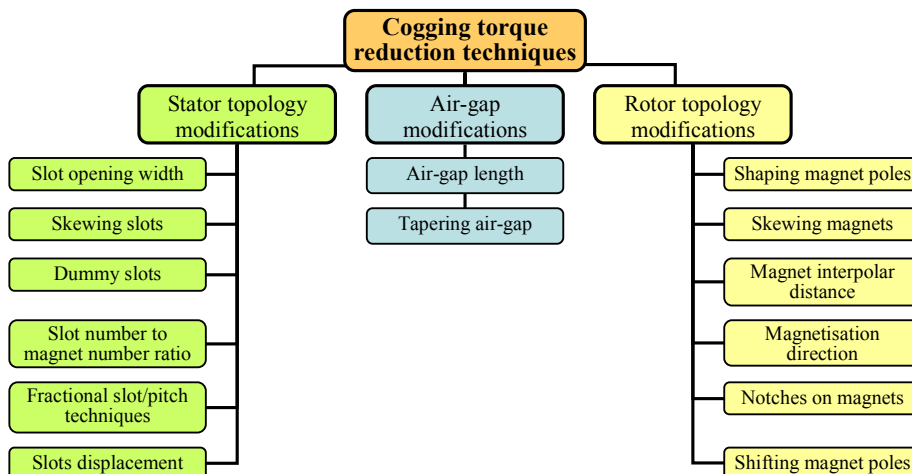 Cogging torque
reduction techniques
Stator topology
modifications
Air-gap
modifications
Rotor topology
modifications
Slot opening width
Skewing slots
Dummy slots
Slot number to
magnet number ratio
Fractional slot/pitch
techniques
Slots displacement
Air-gap length
Tapering air-gap
Shaping magnet poles
Skewing magnets
Magnet interpolar
distance
Magnetisation
direction
Notches on magnets
Shifting magnet poles